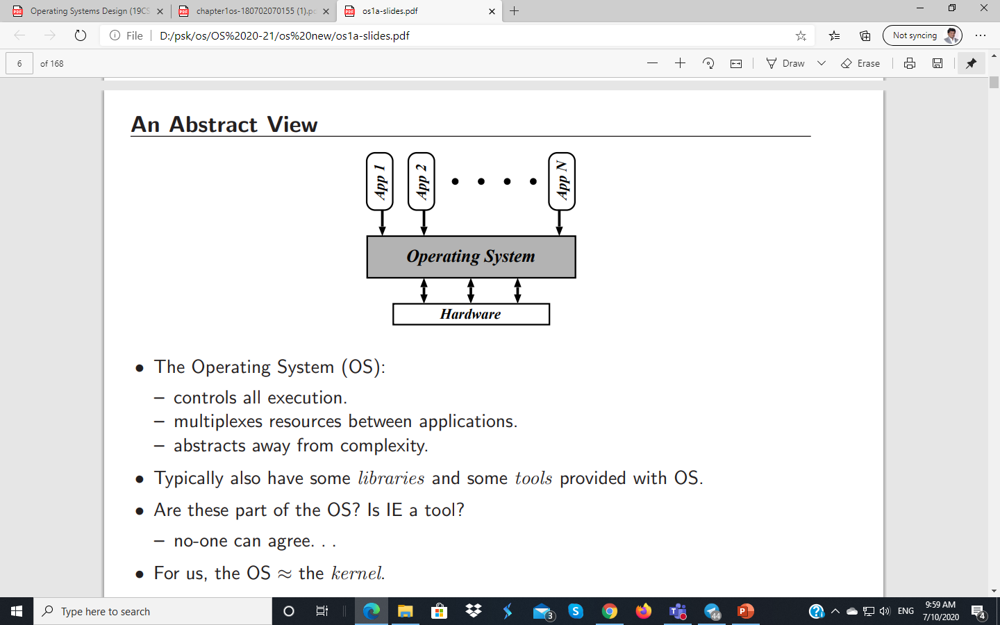 Operating Systems Design (19CS
chapter1os-180702070155 (1).pc
os1a-slides.pdf
File
D:/psk/os/OS%2020-21/os%20new/os1a-slides.pdf
Not syncing
6 of 168
Draw
Erase
An Abstract View
App 1
App 2
App N
Operating System
Hardware
• The Operating System (OS):
– controls all execution.
– multiplexes resources between applications.
– abstracts away from complexity.
• Typically also have some libraries and some tools provided with OS.
• Are these part of the OS? Is IE a tool?
– no-one can agree. . .
• For us, the OS ≈ the kernel.
Type here to search
3
44
ENG
9:59 AM
7/10/2020
4